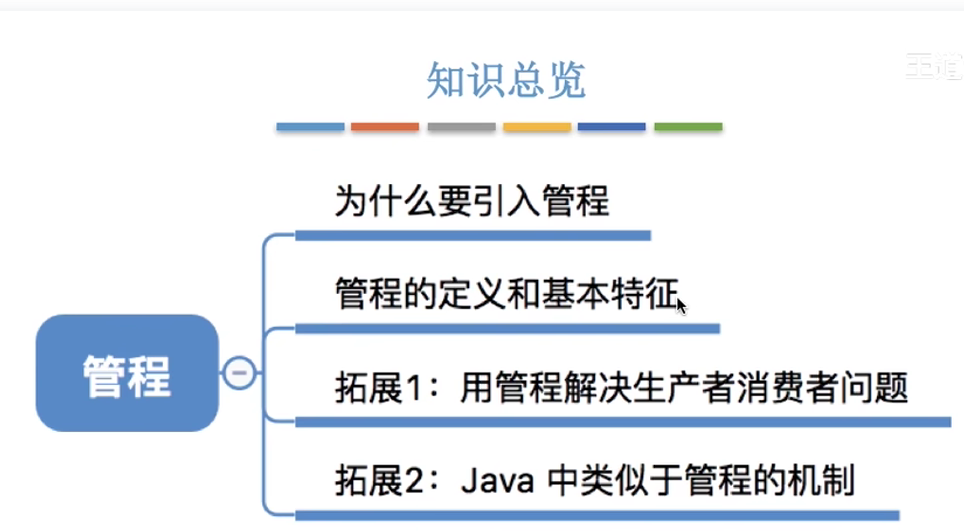 知识总览
为什么要引入管程
管程的定义和基本特征
管程
拓展1：用管程解决生产者消费者问题
拓展2：Java 中类似于管程的机制